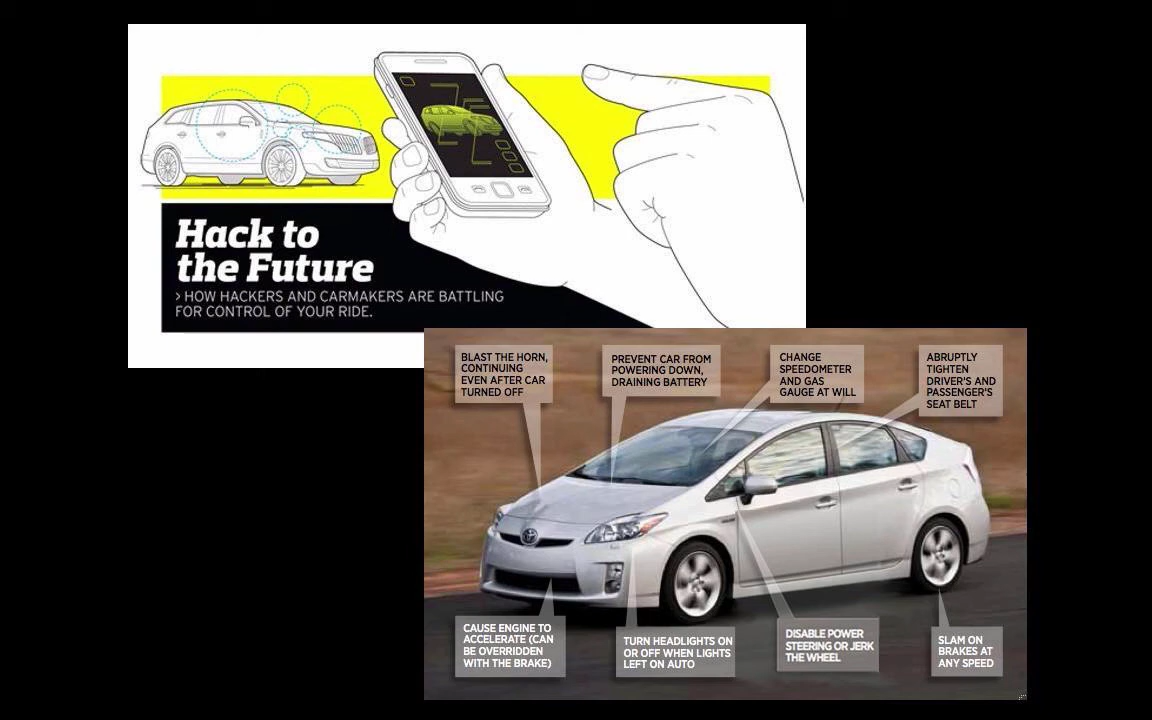 Hack to
the Future
> HOW HACKERS AND CARMAKERS ARE BATTLING
FOR CONTROL OF YOUR RIDE.
BLAST THE HORN,
CONTINUING
EVEN AFTER CAR
TURNED OFF
PREVENT CAR FROM
POWERING DOWN,
DRAINING BATTERY
CHANGE
SPEEDOMETER
AND GAS
GAUGE AT WILL
ABRUPTLY
TIGHTEN
DRIVER'S AND
PASSENGER'S
SEAT BELT
CAUSE ENGINE TO
ACCELERATE (CAN
BE OVERRIDDEN
WITH THE BRAKE)
TURN HEADLIGHTS ON
OR OFF WHEN LIGHTS
LEFT ON AUTO
DISABLE POWER
STEERING OR JERK
THE WHEEL
SLAM ON
BRAKES AT
ANY SPEED